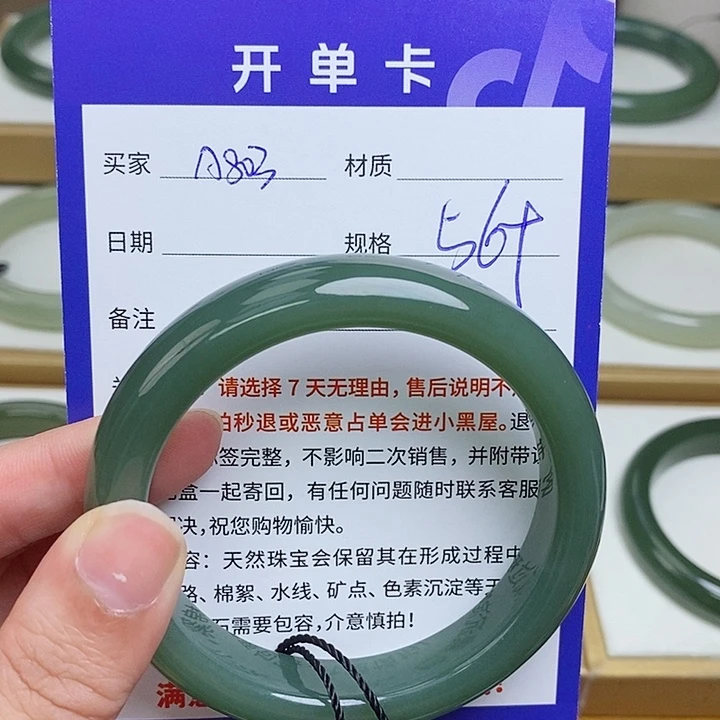 开单卡
买家 A803 材质
日期 规格 56+
备注
请选择7天无理由，售后说明不
拍秒退或恶意占单会进小黑屋。退
标签完整，不影响二次销售，并附带
盒一起寄回，有任何问题随时联系客服
决，祝您购物愉快。
容：天然珠宝会保留其在形成过程中
路、棉絮、水线、矿点、色素沉淀等
石需要包容，介意慎拍！
满